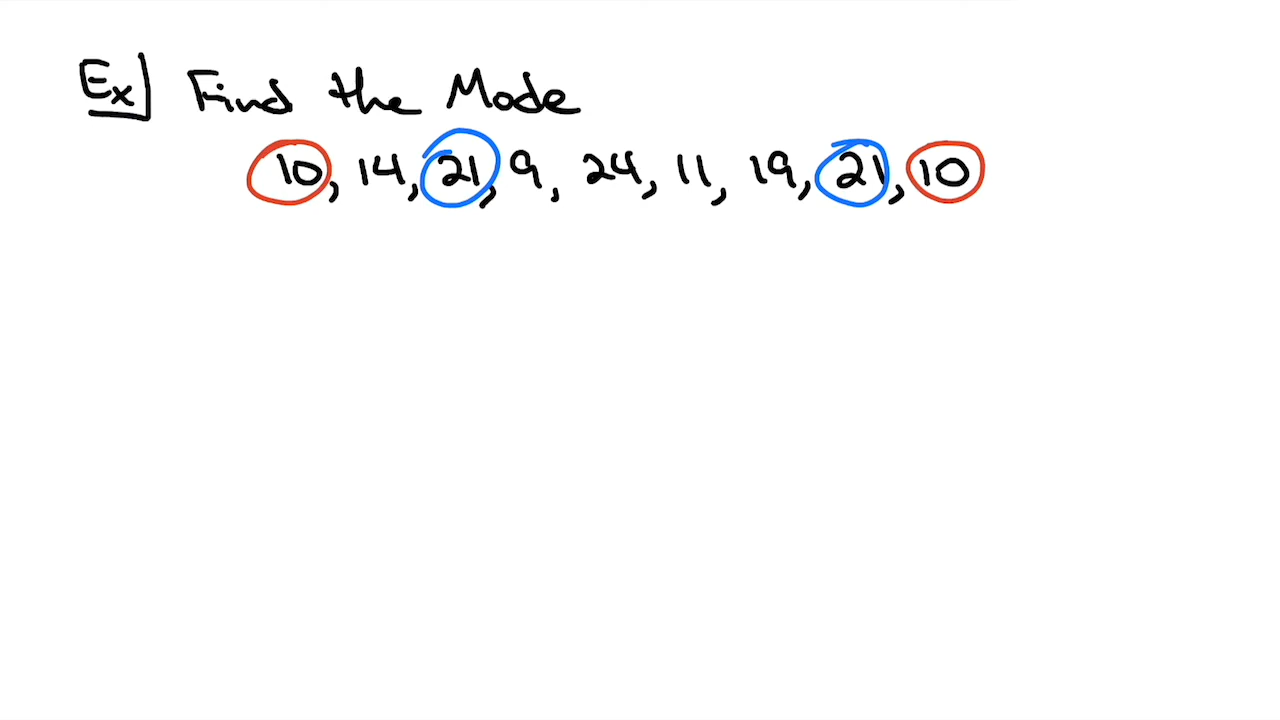 Ex Find the Mode
10, 14, 21, 9, 24, 11, 19, 21, 10